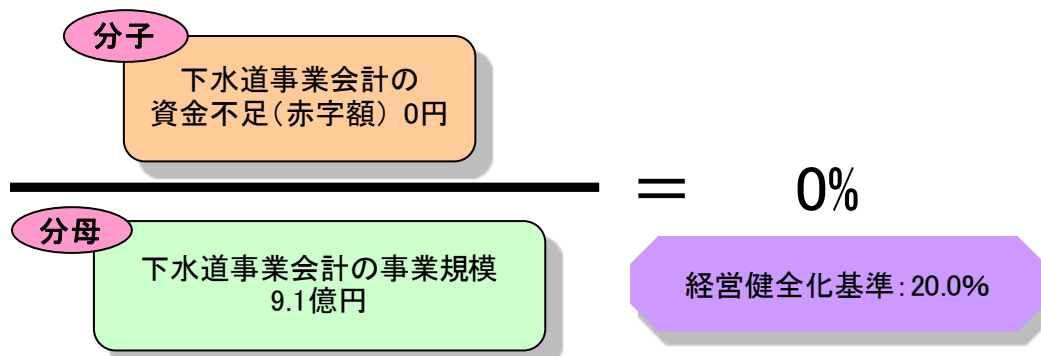 分子
下水道事業会計の
資金不足(赤字額) 0円
分母
下水道事業会計の事業規模
9.1億円
= 0%
経営健全化基準:20.0%